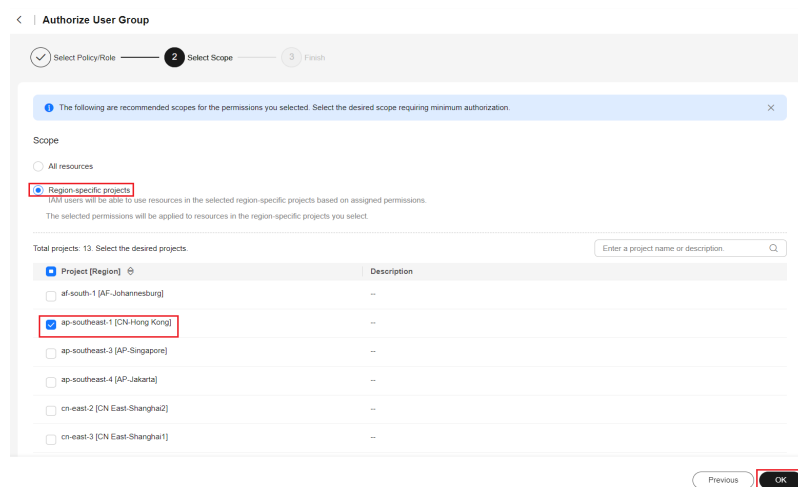 Authorize User Group
Select Policy/Role 2 Select Scope 3 Finish
The following are recommended scopes for the permissions you selected. Select the desired scope requiring minimum authorization.
Scope
All resources
Region-specific projects
IAM users will be able to use resources in the selected region-specific projects based on assigned permissions.
The selected permissions will be applied to resources in the region-specific projects you select.
Total projects: 13. Select the desired projects. Enter a project name or description.
Project [Region] Description
af-south-1 [AF-Johannesburg] --
ap-southeast-1 [CN-Hong Kong] --
ap-southeast-3 [AP-Singapore] --
ap-southeast-4 [AP-Jakarta] --
cn-east-2 [CN East-Shanghai2] --
cn-east-3 [CN East-Shanghai1] --
Previous OK